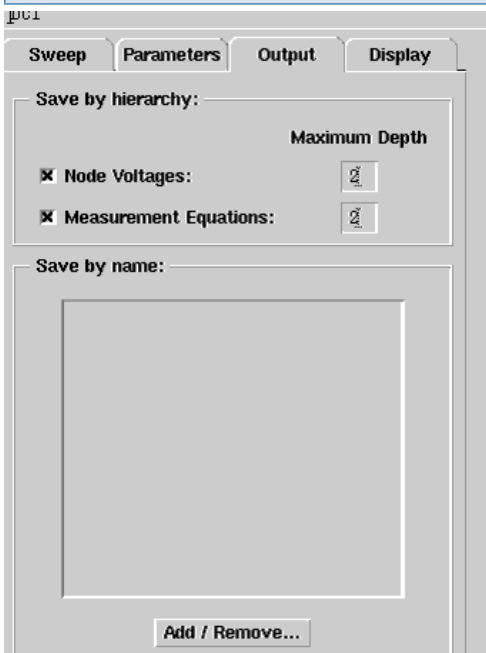 Sweep Parameters Output Display
Save by hierarchy:
Maximum Depth
Node Voltages: 2
Measurement Equations: 2
Save by name:
Add / Remove...